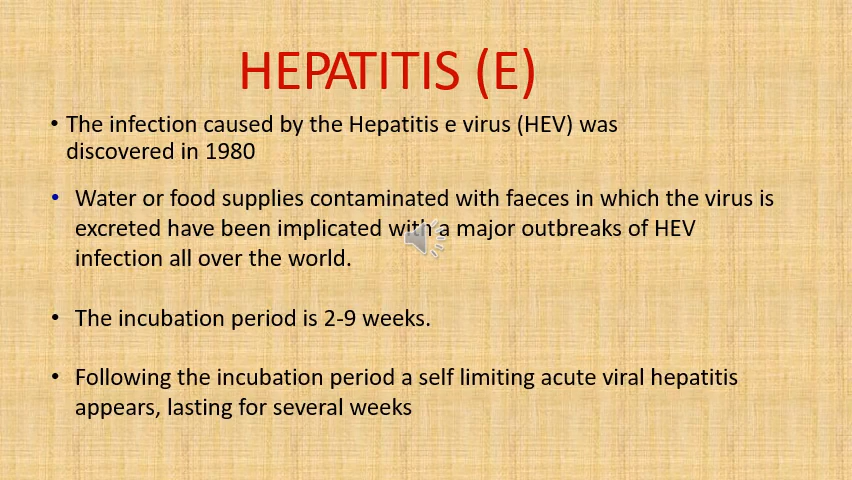 HEPATITIS (E)
• The infection caused by the Hepatitis e virus (HEV) was
discovered in 1980
• Water or food supplies contaminated with faeces in which the virus is
excreted have been implicated with a major outbreaks of HEV
infection all over the world.
• The incubation period is 2-9 weeks.
• Following the incubation period a self limiting acute viral hepatitis
appears, lasting for several weeks